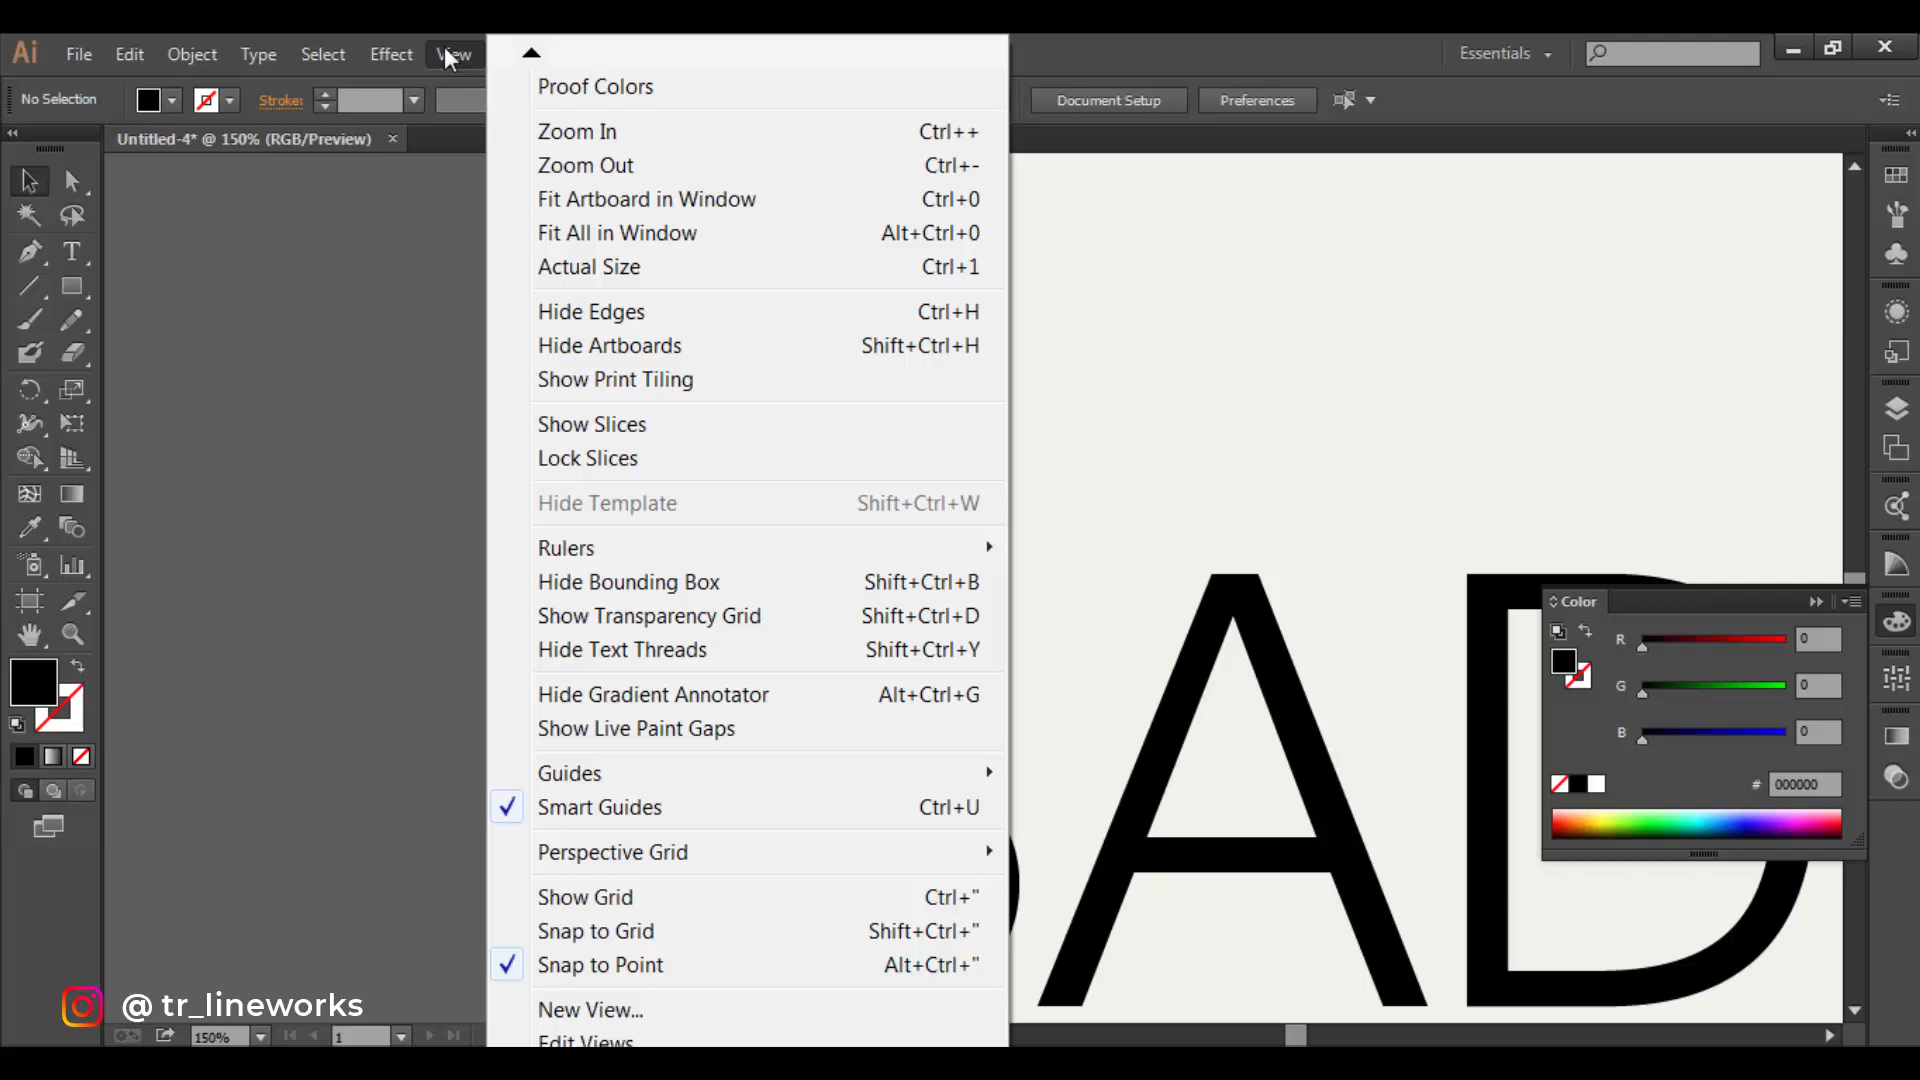 Ai File Edit Object Type Select Effect View
Essentials
No Selection
Stroke:
Document Setup
Preferences
Untitled-4* @ 150% (RGB/Preview)
Proof Colors
Zoom In Ctrl++
Zoom Out Ctrl+-
Fit Artboard in Window Ctrl+0
Fit All in Window Alt+Ctrl+0
Actual Size Ctrl+1
Hide Edges Ctrl+H
Hide Artboards Shift+Ctrl+H
Show Print Tiling
Show Slices
Lock Slices
Hide Template Shift+Ctrl+W
Rulers
Hide Bounding Box Shift+Ctrl+B
Show Transparency Grid Shift+Ctrl+D
Hide Text Threads Shift+Ctrl+Y
Hide Gradient Annotator Alt+Ctrl+G
Show Live Paint Gaps
Guides
Smart Guides Ctrl+U
Perspective Grid
Show Grid Ctrl+"
Snap to Grid Shift+Ctrl+"
Snap to Point Alt+Ctrl+"
New View...
Edit Views...
AD
Color
R 0
G 0
B 0
# 000000
@ tr_lineworks
150%
1